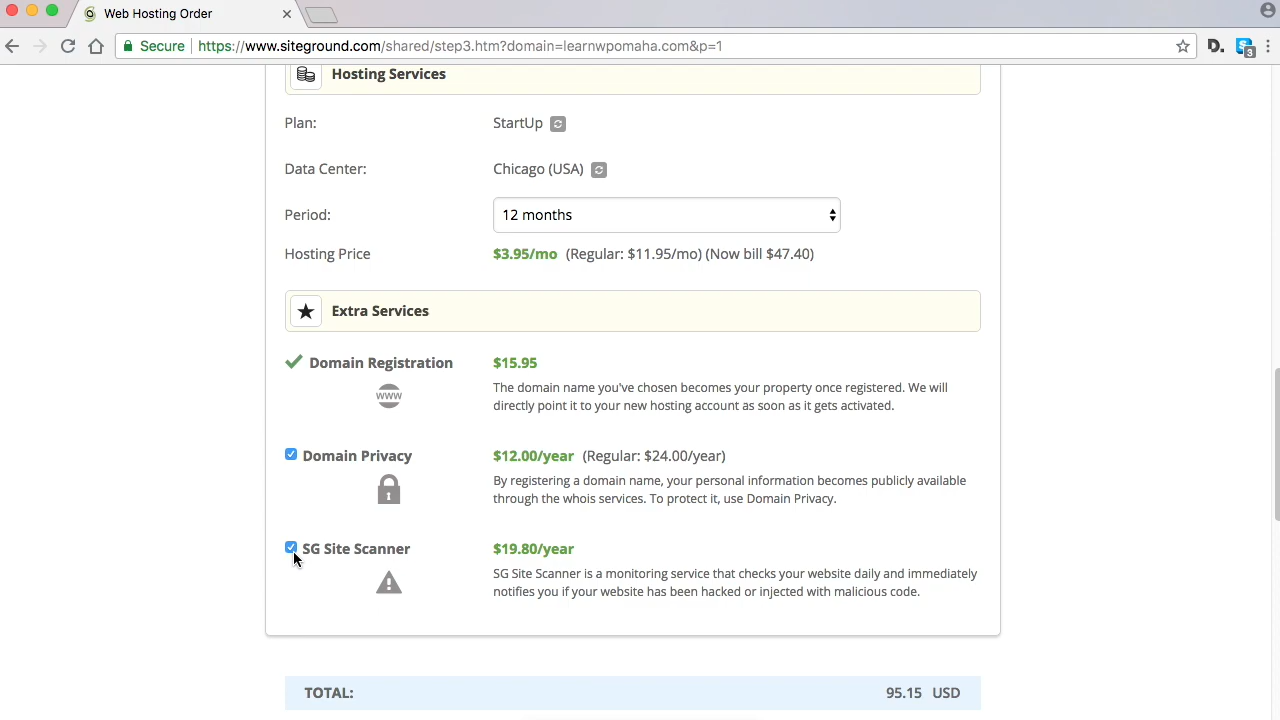 Web Hosting Order
Secure https://www.siteground.com/shared/step3.htm?domain=learnwpomaha.com&p=1
D.
S
3
Hosting Services
Plan: StartUp
Data Center: Chicago (USA)
Period: 12 months
Hosting Price $3.95/mo (Regular: $11.95/mo) (Now bill $47.40)
Extra Services
Domain Registration $15.95
www
The domain name you've chosen becomes your property once registered. We will
directly point it to your new hosting account as soon as it gets activated.
Domain Privacy $12.00/year (Regular: $24.00/year)
By registering a domain name, your personal information becomes publicly available
through the whois services. To protect it, use Domain Privacy.
SG Site Scanner $19.80/year
SG Site Scanner is a monitoring service that checks your website daily and immediately
notifies you if your website has been hacked or injected with malicious code.
TOTAL: 95.15 USD